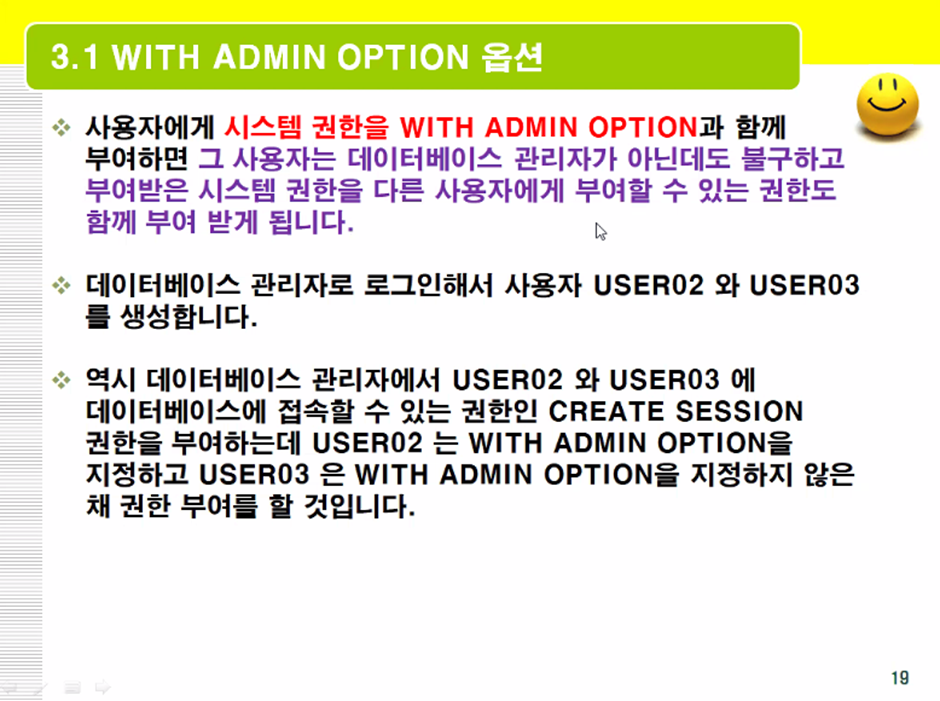 3.1 WITH ADMIN OPTION 옵션
사용자에게 시스템 권한을 WITH ADMIN OPTION과 함께
부여하면 그 사용자는 데이터베이스 관리자가 아닌데도 불구하고
부여받은 시스템 권한을 다른 사용자에게 부여할 수 있는 권한도
함께 부여 받게 됩니다.
데이터베이스 관리자로 로그인해서 사용자 USER02 와 USER03
를 생성합니다.
역시 데이터베이스 관리자에서 USER02 와 USER03 에
데이터베이스에 접속할 수 있는 권한인 CREATE SESSION
권한을 부여하는데 USER02 는 WITH ADMIN OPTION을
지정하고 USER03 은 WITH ADMIN OPTION을 지정하지 않은
채 권한 부여를 할 것입니다.
19